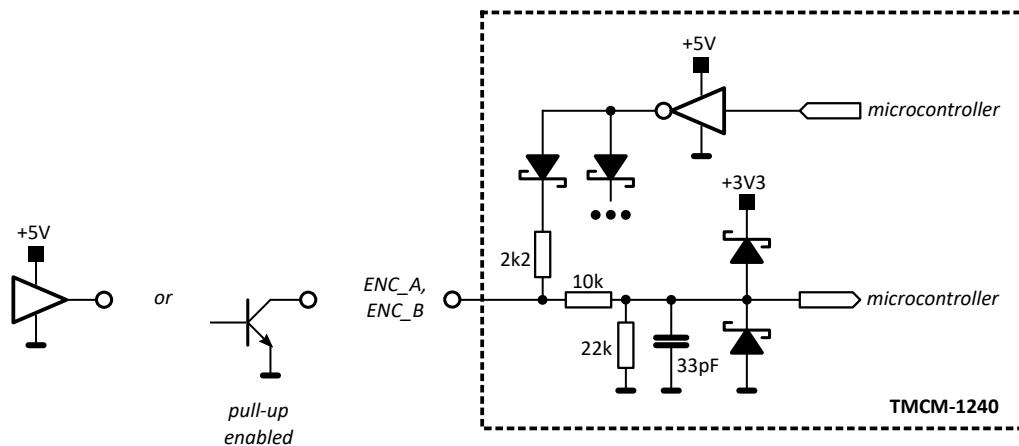 +5V
microcontroller
+3V3
+5V
2k2
or
ENC_A,
ENC_B
10k
microcontroller
22k
33pF
pull-up
enabled
TMCM-1240